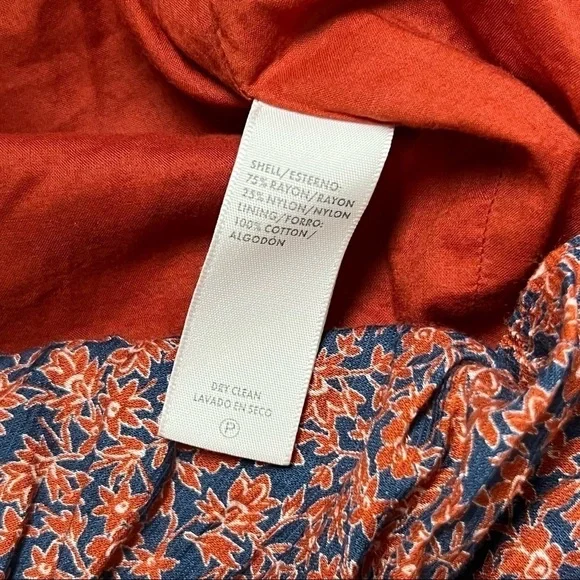 SHELL/ESTERNO:
75% RAYON/RAYON
25% NYLON/NYLON
LINING/FORRO:
100% COTTON/
ALGODÓN
DRY CLEAN
LAVADO EN SECO
P